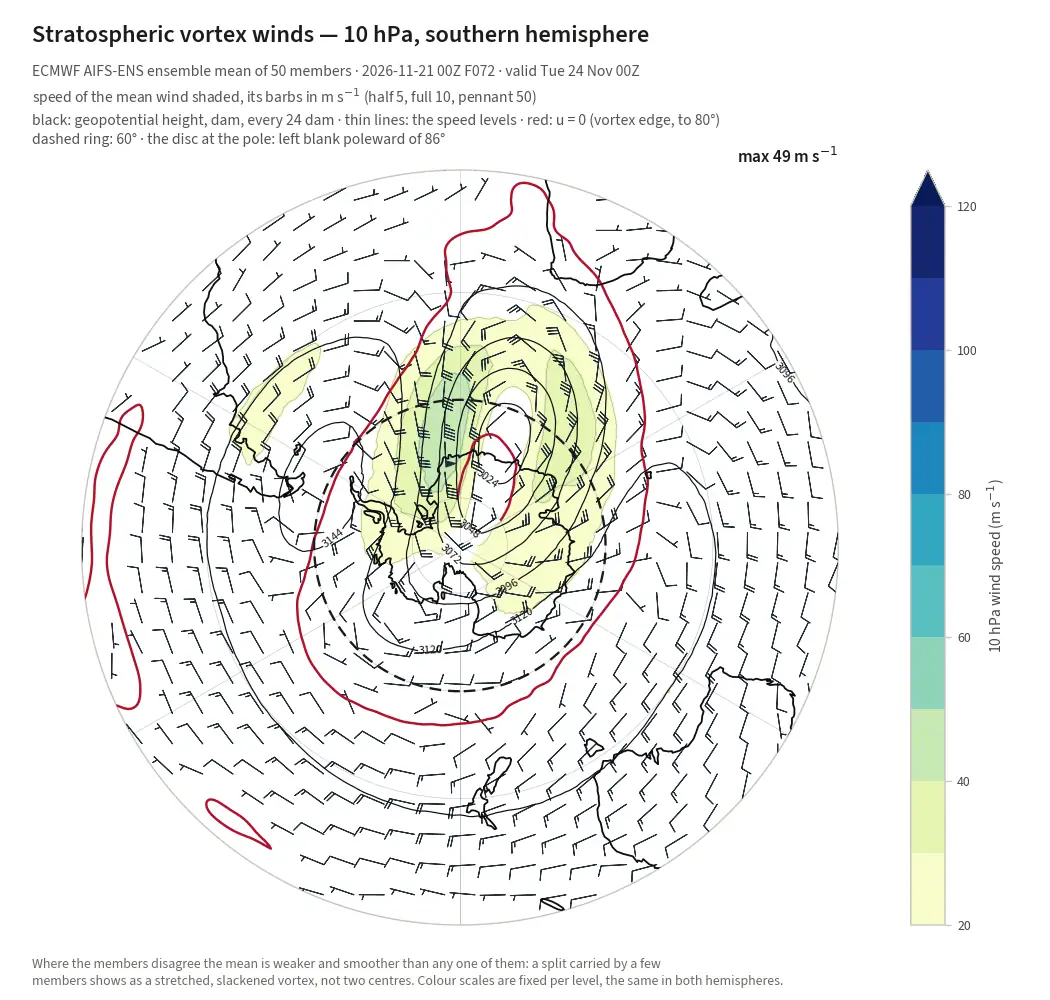 Stratospheric vortex winds — 10 hPa, southern hemisphere
ECMWF AIFS-ENS ensemble mean of 50 members · 2026-11-21 00Z F072 · valid Tue 24 Nov 00Z
speed of the mean wind shaded, its barbs in m s⁻¹ (half 5, full 10, pennant 50)
black: geopotential height, dam, every 24 dam · thin lines: the speed levels · red: u = 0 (vortex edge, to 80°)
dashed ring: 60° · the disc at the pole: left blank poleward of 86°
max 49 m s⁻¹
120
100
80
60
40
20
10 hPa wind speed (m s⁻¹)
3096
3024
3048
3144
3072
3096
3120
3120
Where the members disagree the mean is weaker and smoother than any one of them: a split carried by a few
members shows as a stretched, slackened vortex, not two centres. Colour scales are fixed per level, the same in both hemispheres.